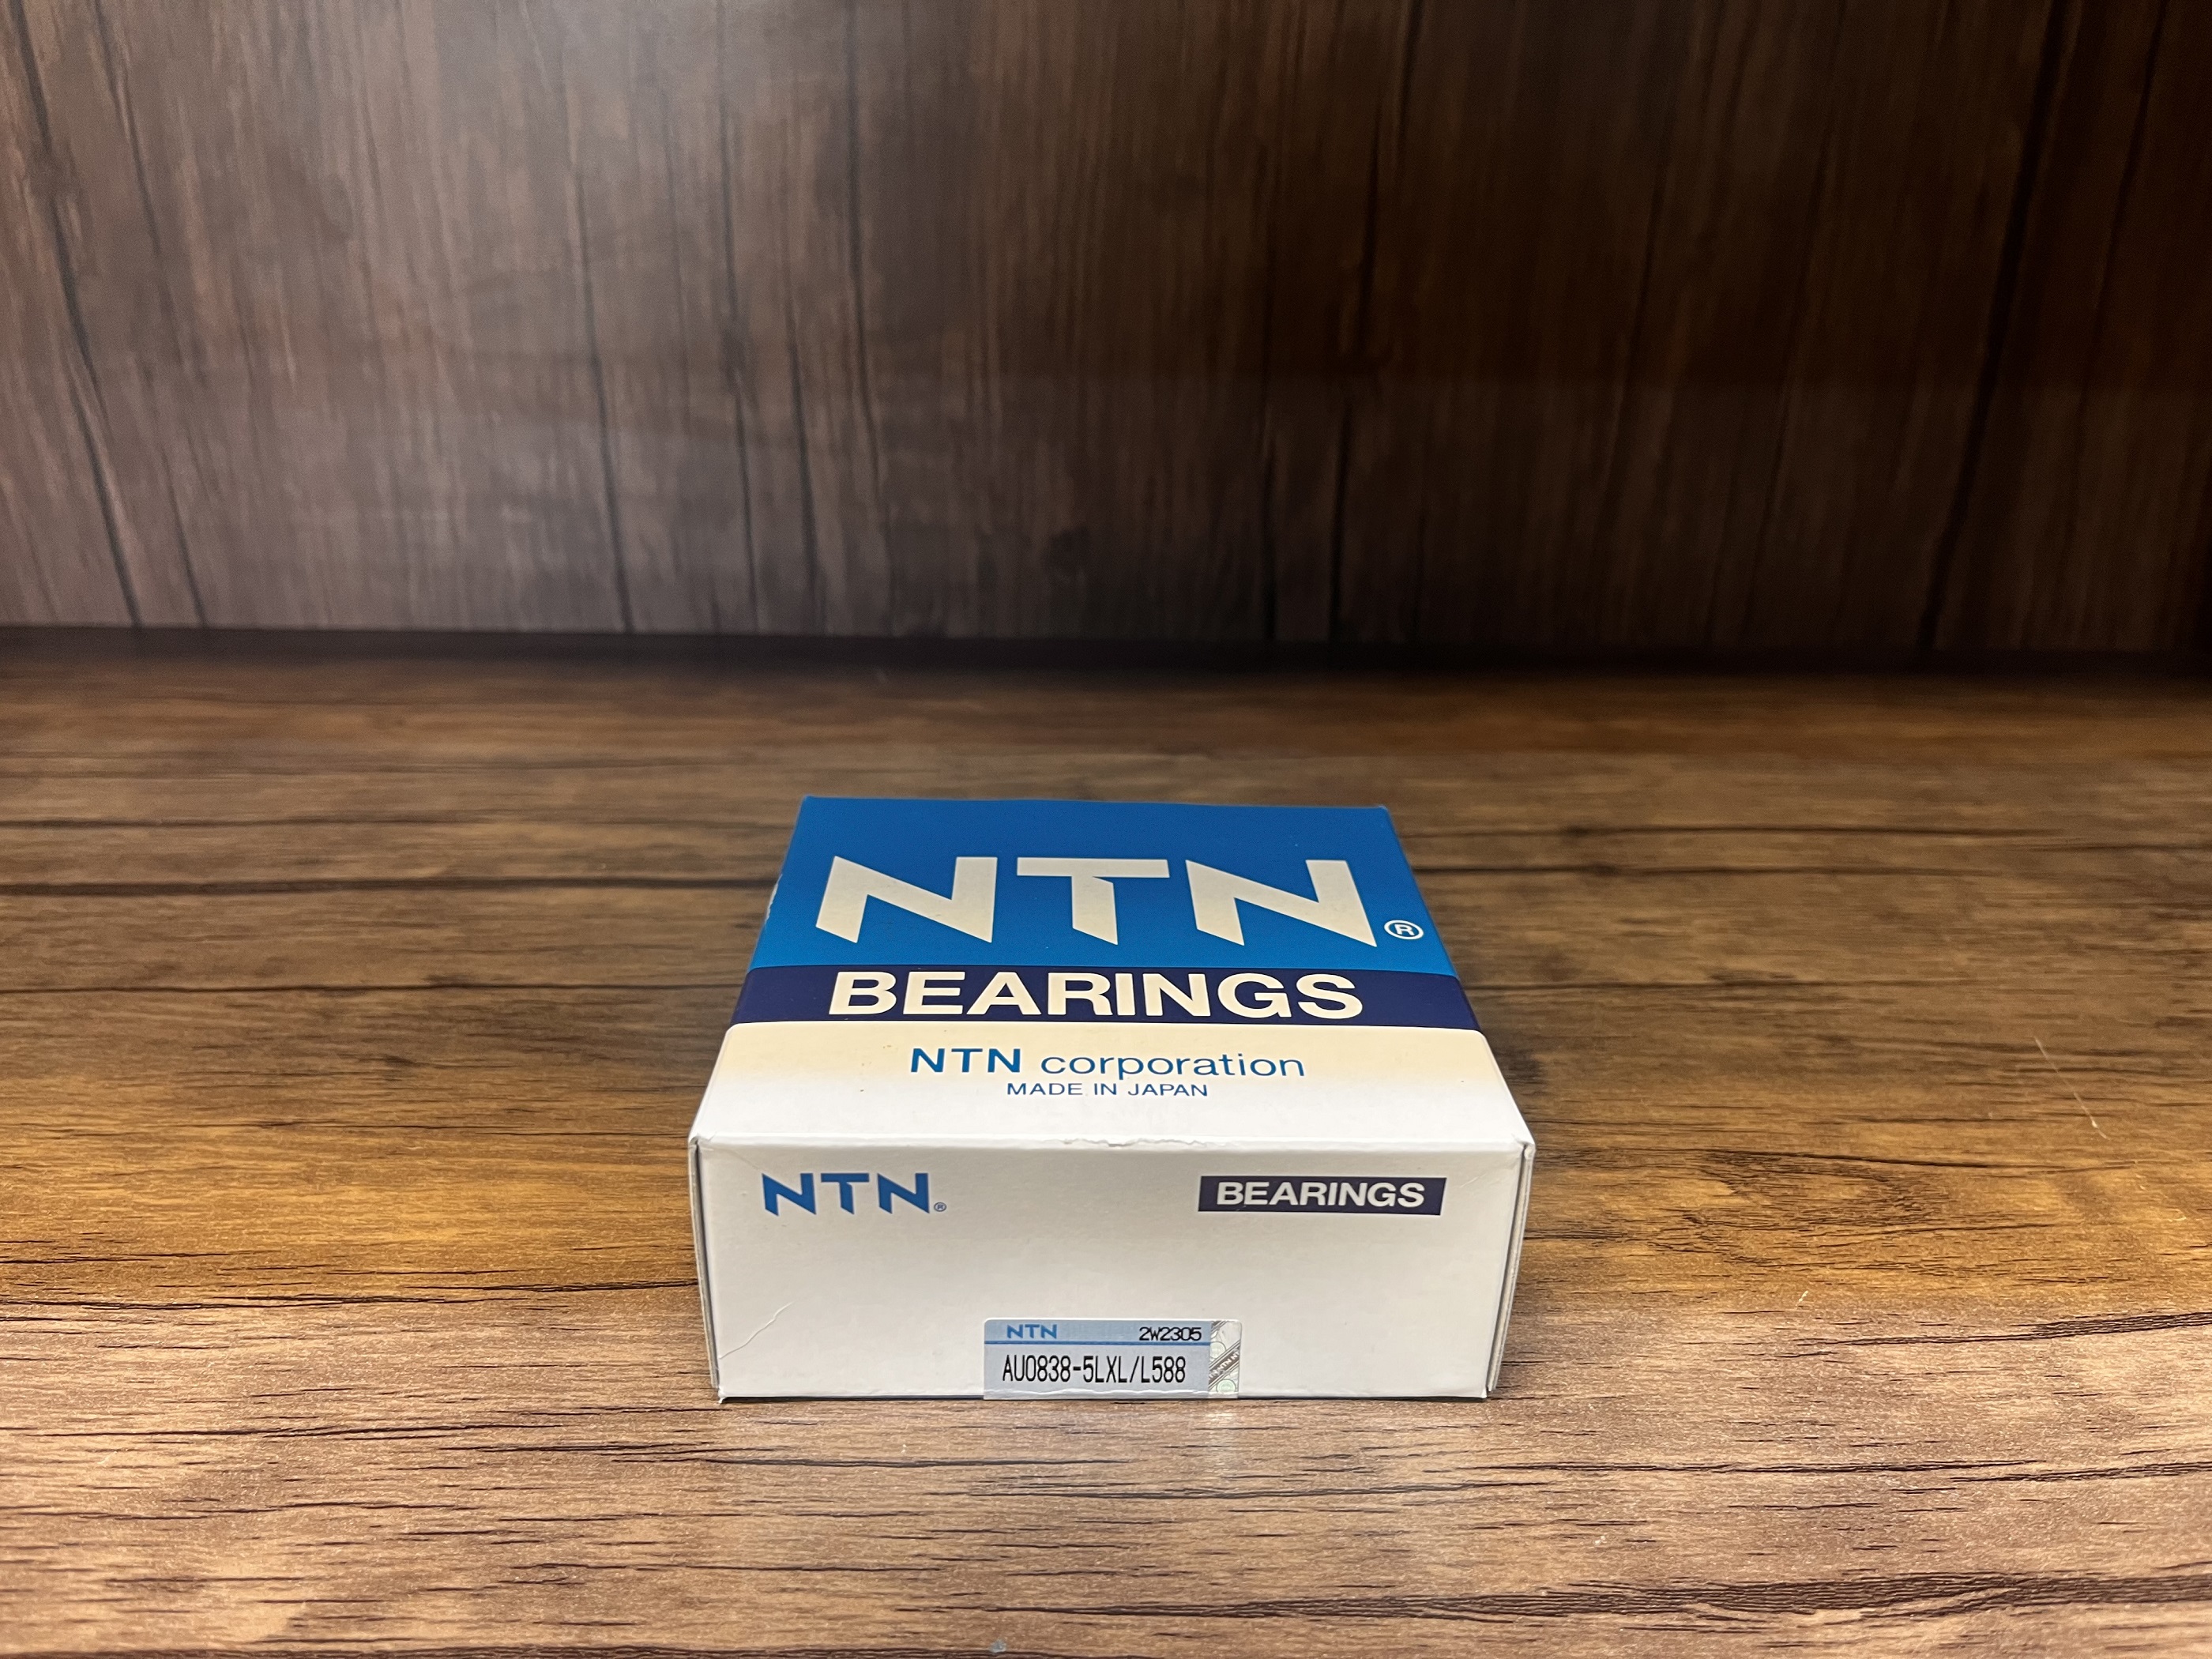 NTN®
BEARINGS
NTN corporation
MADE IN JAPAN
NTN® BEARINGS
NTN 2W2305
AU0838-5LXL/L588